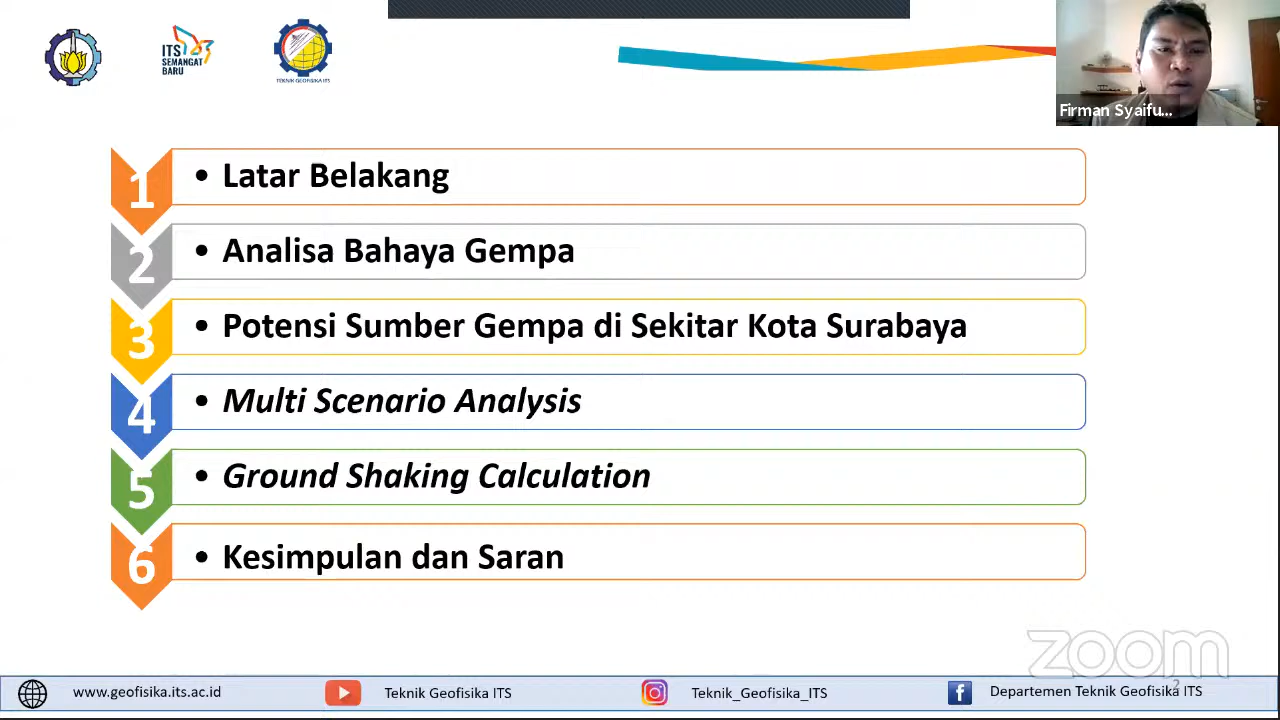 ITS
SEMANGAT
BARU
TEKNIK GEOFISIKA ITS
Firman Syaifu...
1
• Latar Belakang
2
• Analisa Bahaya Gempa
3
• Potensi Sumber Gempa di Sekitar Kota Surabaya
4
• Multi Scenario Analysis
5
• Ground Shaking Calculation
6
• Kesimpulan dan Saran
zoom
2
www.geofisika.its.ac.id
Teknik Geofisika ITS
Teknik_Geofisika_ITS
Departemen Teknik Geofisika ITS